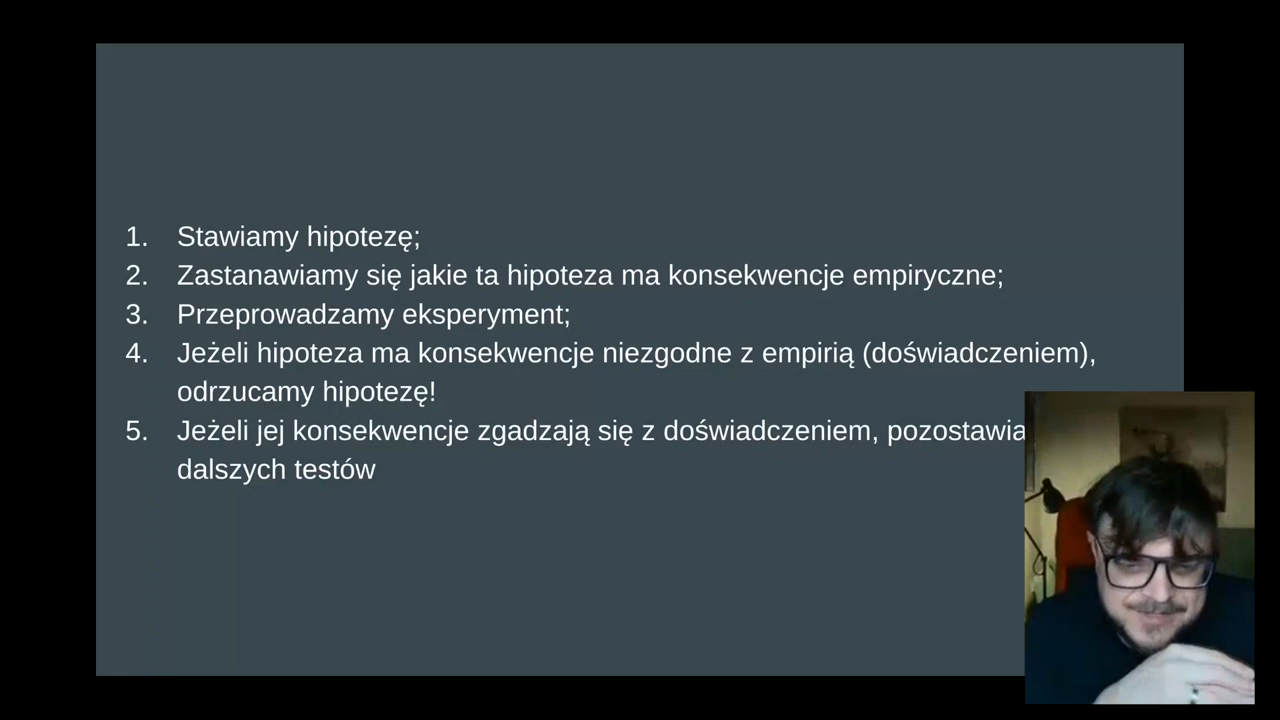 1. Stawiamy hipotezę;
2. Zastanawiamy się jakie ta hipoteza ma konsekwencje empiryczne;
3. Przeprowadzamy eksperyment;
4. Jeżeli hipoteza ma konsekwencje niezgodne z empirią (doświadczeniem),
odrzucamy hipotezę!
5. Jeżeli jej konsekwencje zgadzają się z doświadczeniem, pozostawia
dalszych testów